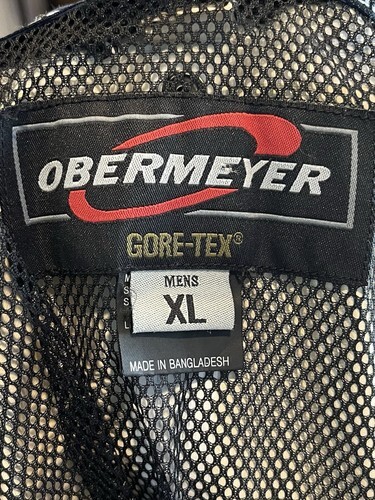 OBERMEYER
GORE-TEX®
MENS
XL
MADE IN BANGLADESH